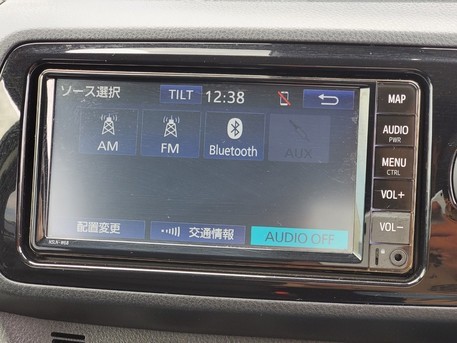 ソース選択 TILT 12:38
AM FM Bluetooth AUX
配置変更 交通情報 AUDIO OFF
MAP
AUDIO
PWR
MENU
CTRL
VOL+
VOL-